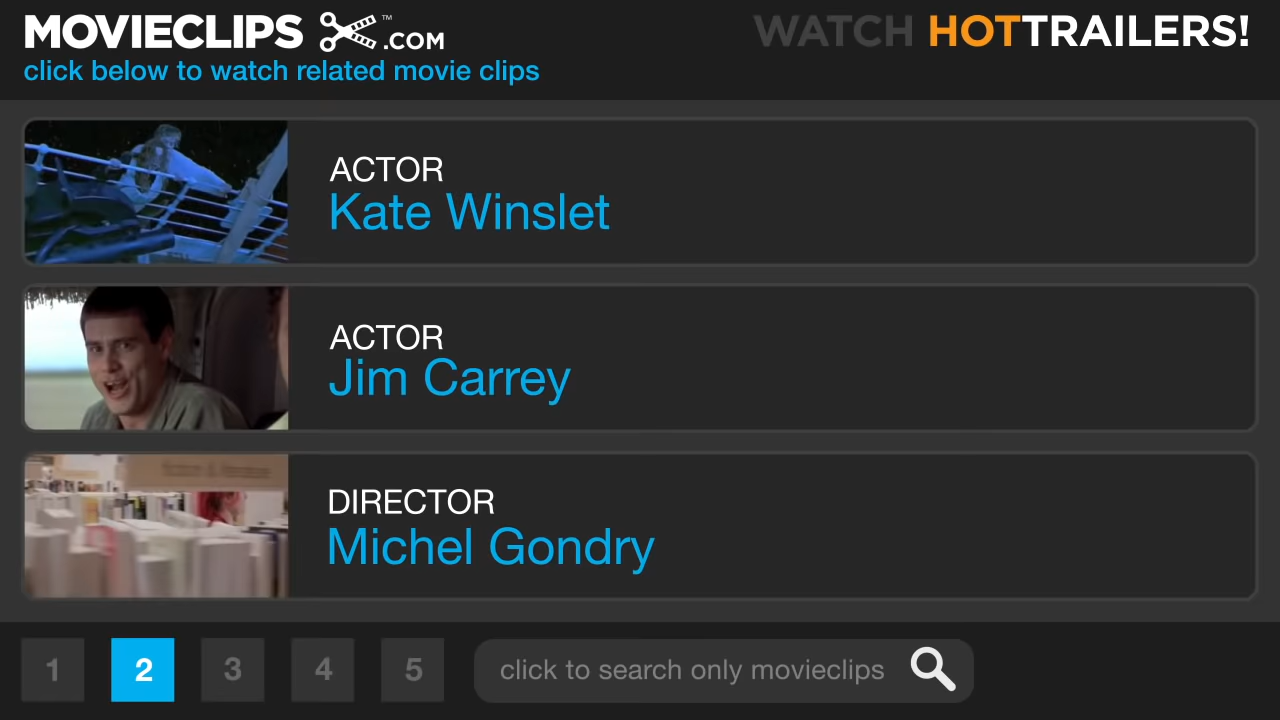 MOVIECLIPS.COM™
WATCH HOTTRAILERS!
click below to watch related movie clips
ACTOR
Kate Winslet
ACTOR
Jim Carrey
DIRECTOR
Michel Gondry
1 2 3 4 5
click to search only movieclips